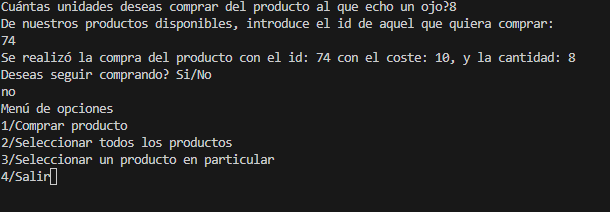 Cuántas unidades deseas comprar del producto al que echo un ojo?8
De nuestros productos disponibles, introduce el id de aquel que quiera comprar:
74
Se realizó la compra del producto con el id: 74 con el coste: 10, y la cantidad: 8
Deseas seguir comprando? Si/No
no
Menú de opciones
1/Comprar producto
2/Seleccionar todos los productos
3/Seleccionar un producto en particular
4/Salir